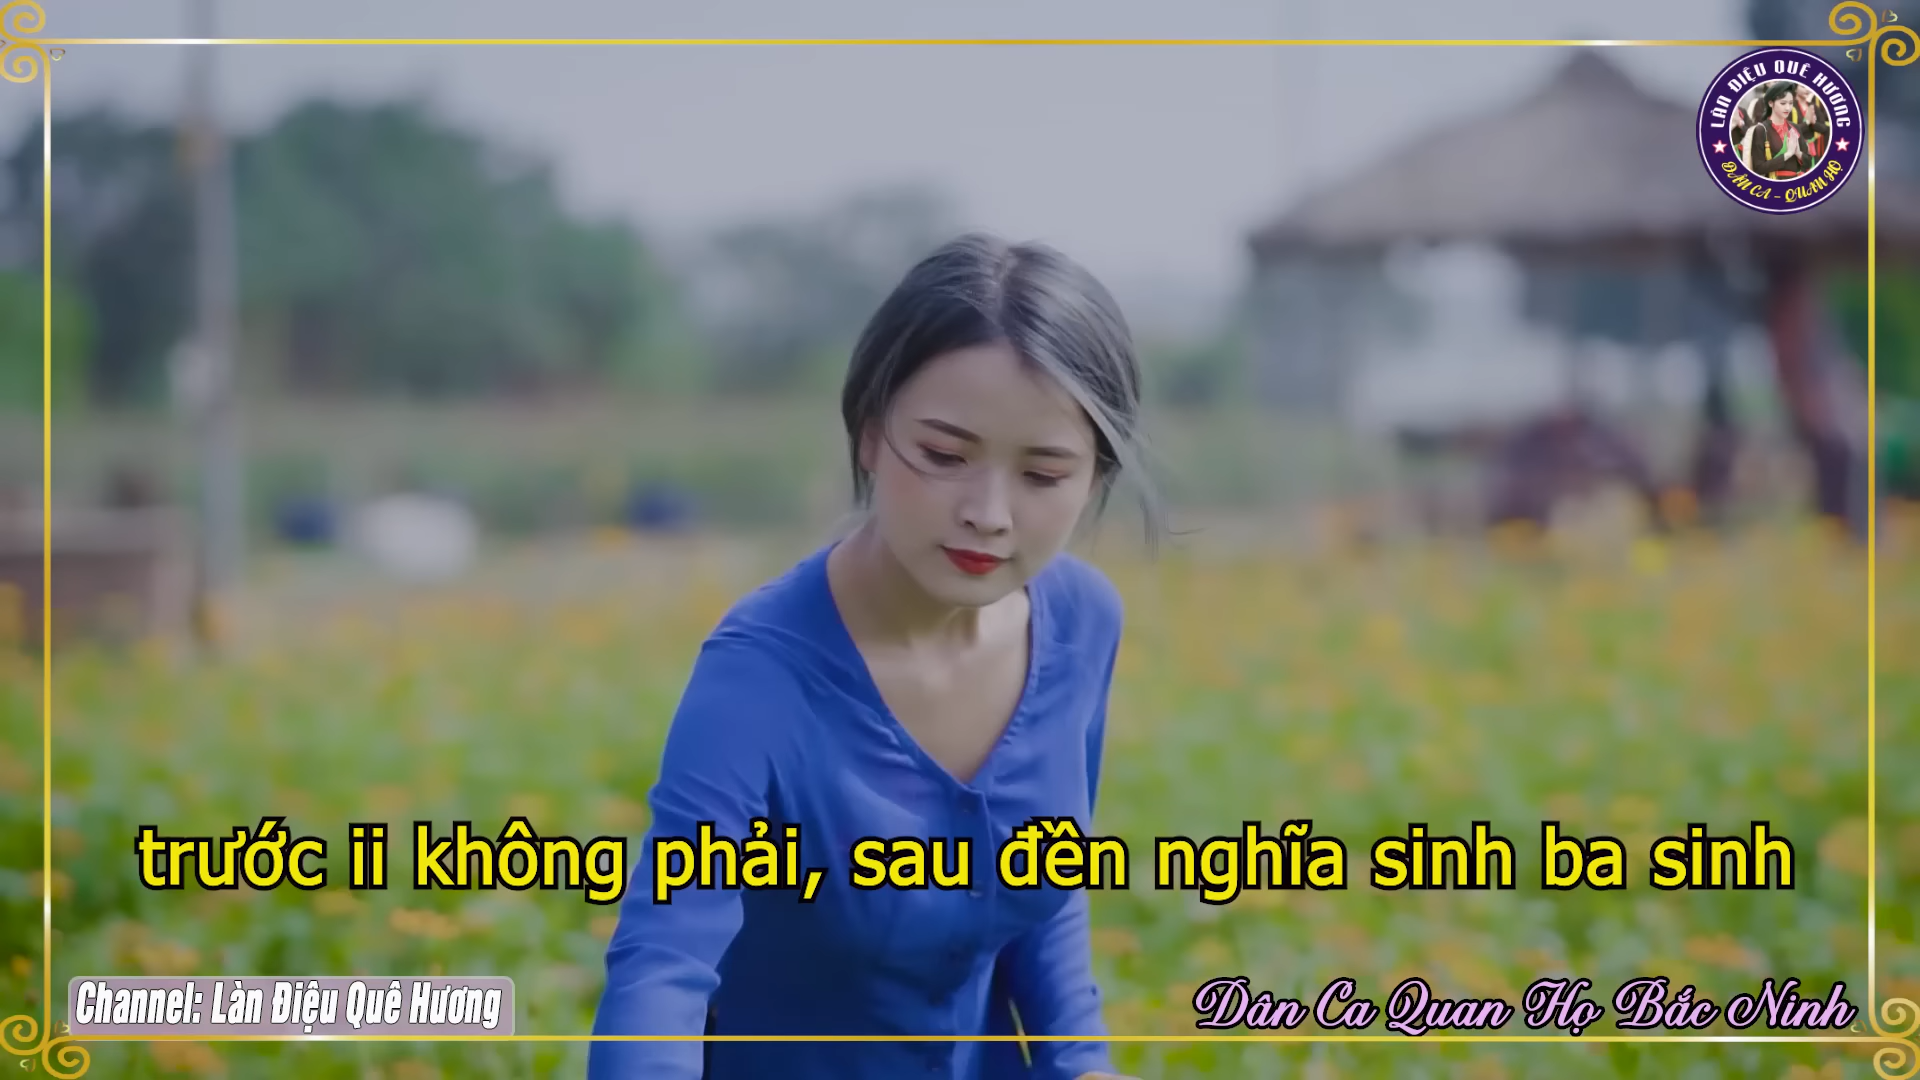 LÀN ĐIỆU QUÊ HƯƠNG
DÂN CA - QUAN HỌ
trước ii không phải, sau đền nghĩa sinh ba sinh
Channel: Làn Điệu Quê Hương
Dân Ca Quan Họ Bắc Ninh